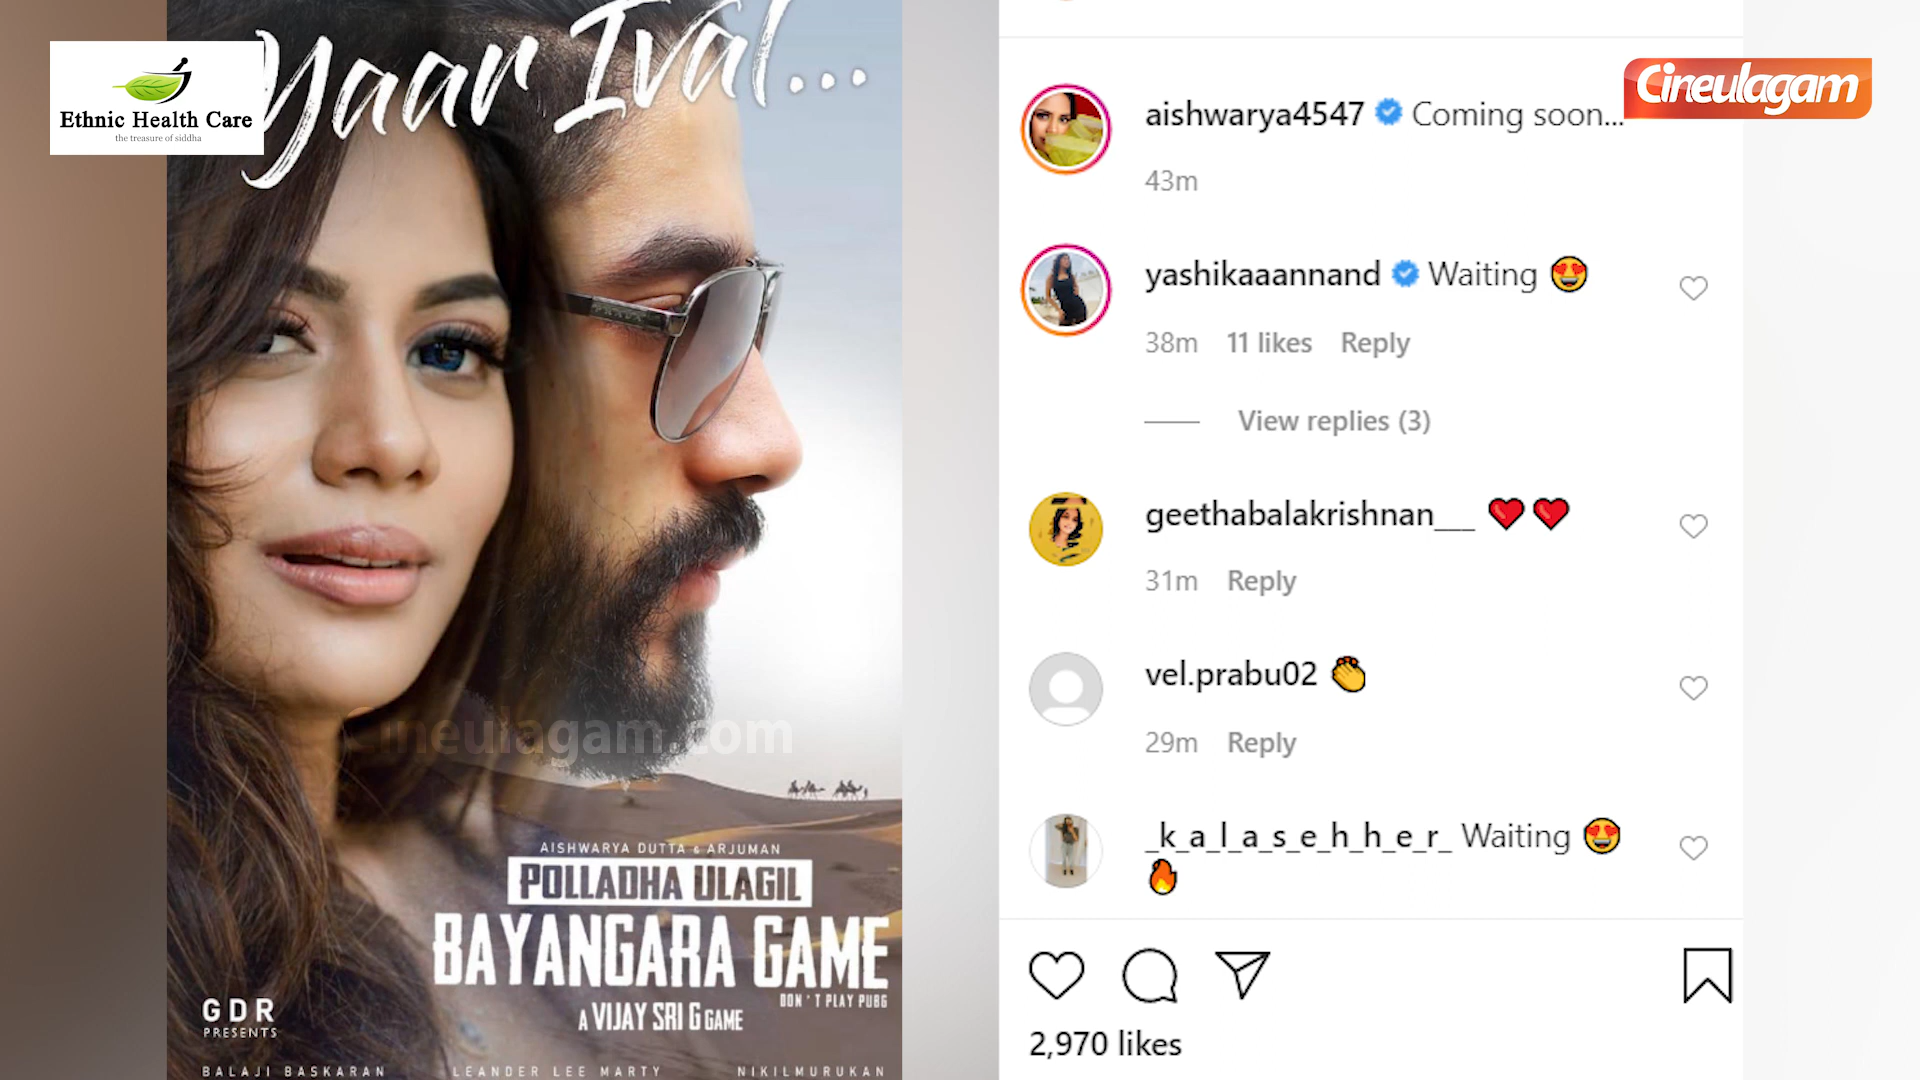 Yaar Ival...
Ethnic Health Care
the treasure of siddha
Cineulagam.com
AISHWARYA DUTTA & ARJUMAN
POLLADHA ULAGIL
BAYANGARA GAME
DON'T PLAY PUBG
A VIJAY SRI G GAME
GDR
PRESENTS
BALAJI BASKARAN LEANDER LEE MARTY NIKILMURUKAN
Cineulagam
aishwarya4547 Coming soon...
43m
yashikaaannand Waiting 😍
38m 11 likes Reply
View replies (3)
geethabalakrishnan___ ❤️❤️
31m Reply
vel.prabu02 👏
29m Reply
_k_a_l_a_s_e_h_h_e_r_ Waiting 😍
🔥
2,970 likes